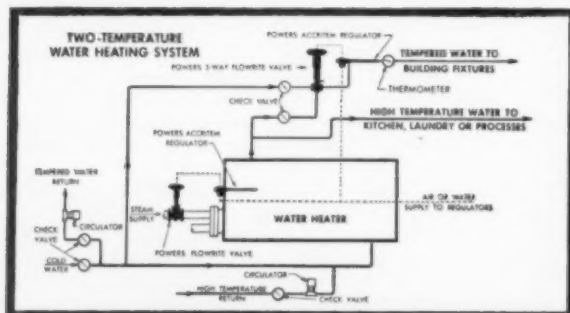 TWO-TEMPERATURE
WATER HEATING SYSTEM
POWERS ACCRITEM REGULATOR
POWERS 3-WAY FLOWRITE VALVE
TEMPERED WATER TO
BUILDING FIXTURES
THERMOMETER
CHECK VALVE
HIGH TEMPERATURE WATER TO
KITCHEN, LAUNDRY OR PROCESSES
POWERS ACCRITEM
REGULATOR
TEMPERED WATER
RETURN
STEAM
SUPPLY
AIR OR WATER
SUPPLY TO REGULATORS
WATER HEATER
CIRCULATOR
CHECK
VALVE
POWERS FLOWRITE VALVE
COLD
WATER
CIRCULATOR
HIGH TEMPERATURE
RETURN
CHECK VALVE